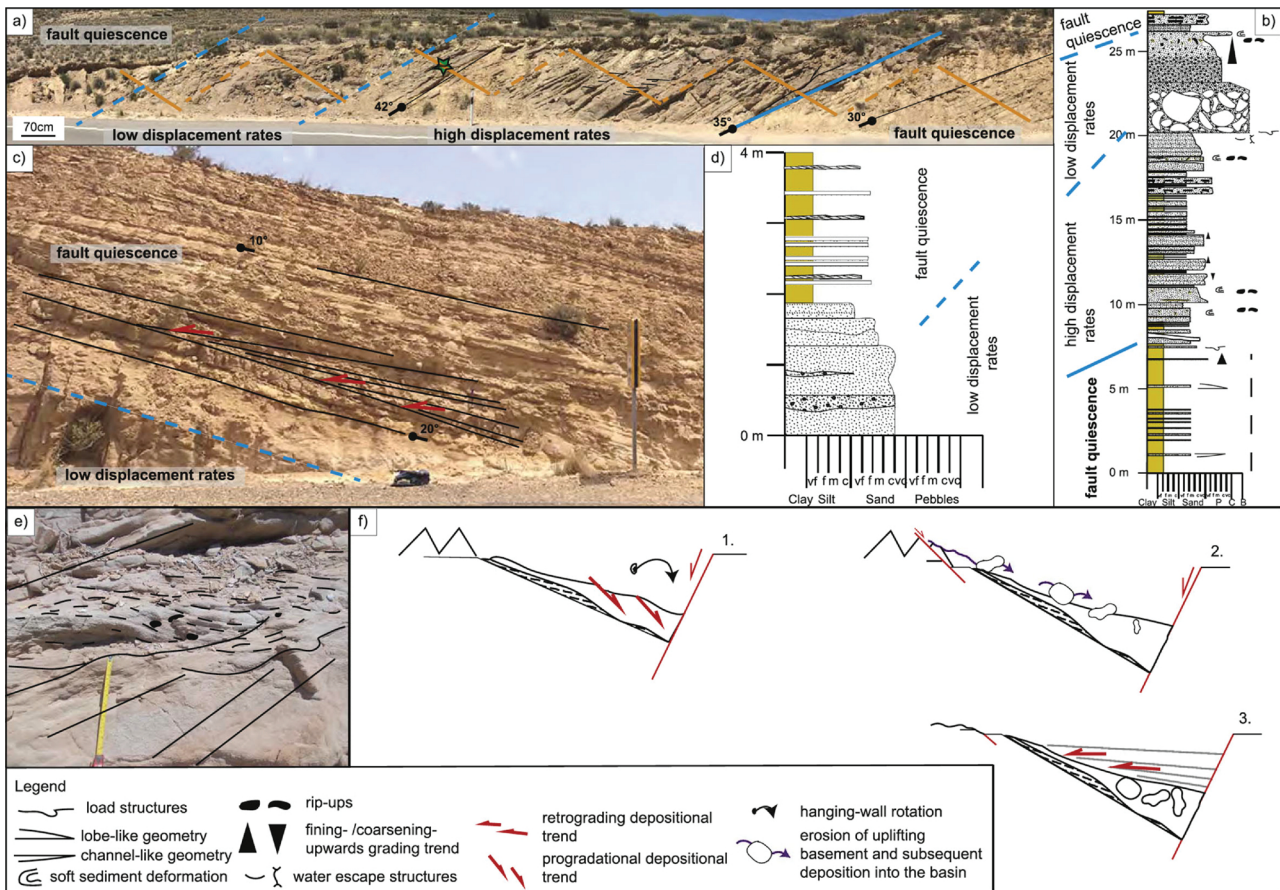 a)
fault quiescence
42°
35°
30°
70cm
low displacement rates
high displacement rates
fault quiescence
b)
fault quiescence
25 m
low displacement
rates
20 m
15 m
high displacement
rates
10 m
fault quiescence
5 m
0 m
vf f m c vf f m cvc f m c
Clay Silt Sand P C B
c)
10°
fault quiescence
20°
low displacement rates
d)
4 m
fault quiescence
low displacement
rates
0 m
vf f m c vf f m cvc vf f m cvc
Clay Silt Sand Pebbles
e)
f)
1.
2.
3.
Legend
load structures
lobe-like geometry
channel-like geometry
soft sediment deformation
rip-ups
fining- /coarsening-
upwards grading trend
water escape structures
retrograding depositional
trend
progradational depositional
trend
hanging-wall rotation
erosion of uplifting
basement and subsequent
deposition into the basin